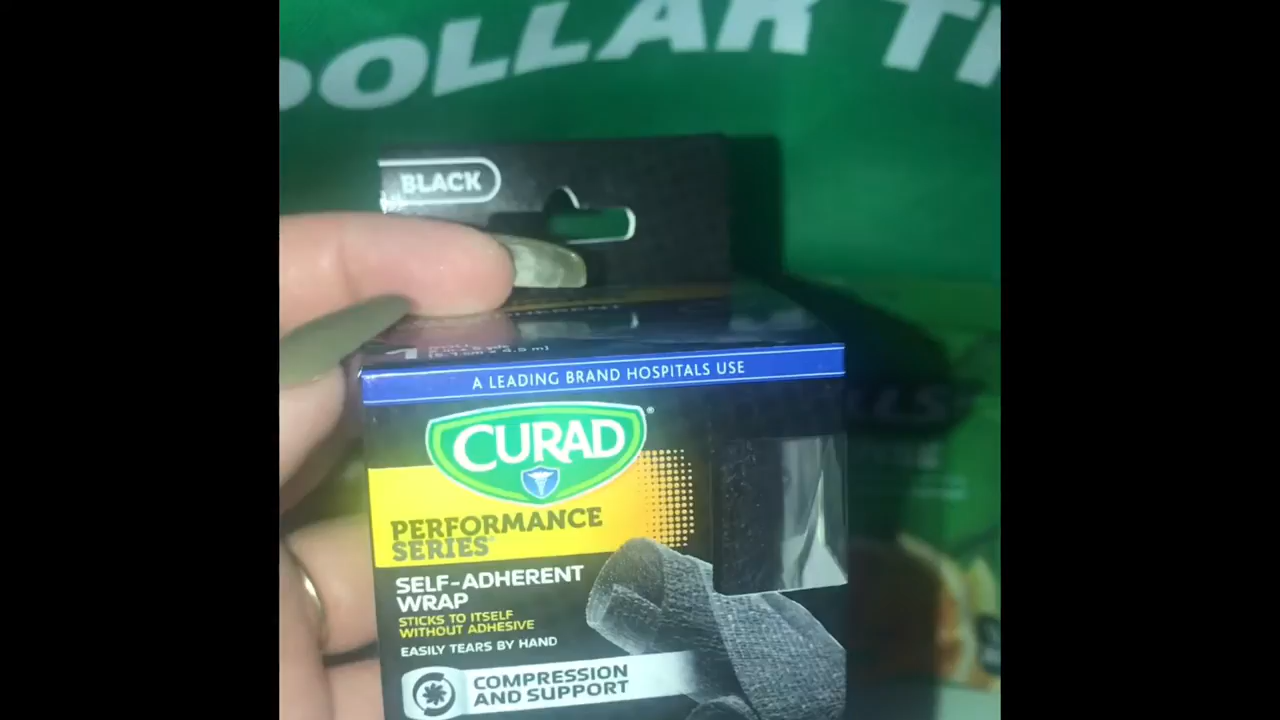 DOLLAR T
BLACK
A LEADING BRAND HOSPITALS USE
CURAD®
PERFORMANCE
SERIES®
SELF-ADHERENT
WRAP
STICKS TO ITSELF
WITHOUT ADHESIVE
EASILY TEARS BY HAND
COMPRESSION
AND SUPPORT